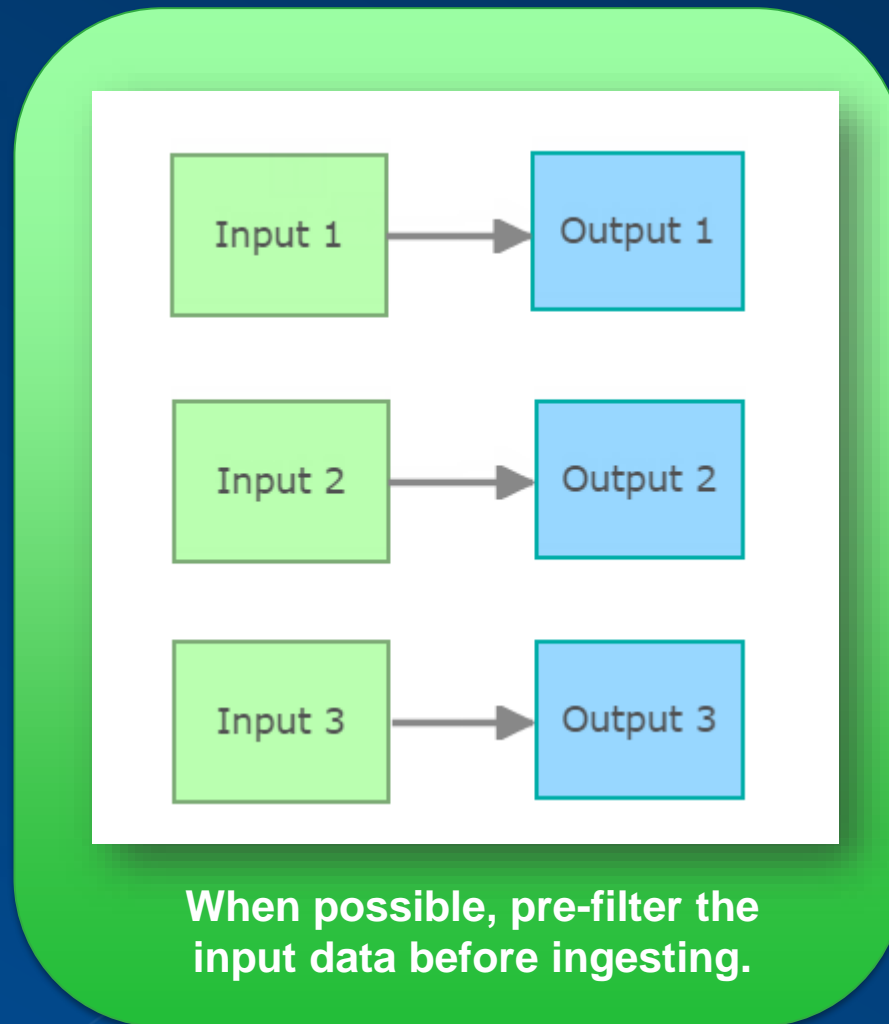 Input 1
Output 1
Input 2
Output 2
Input 3
Output 3
When possible, pre-filter the
input data before ingesting.